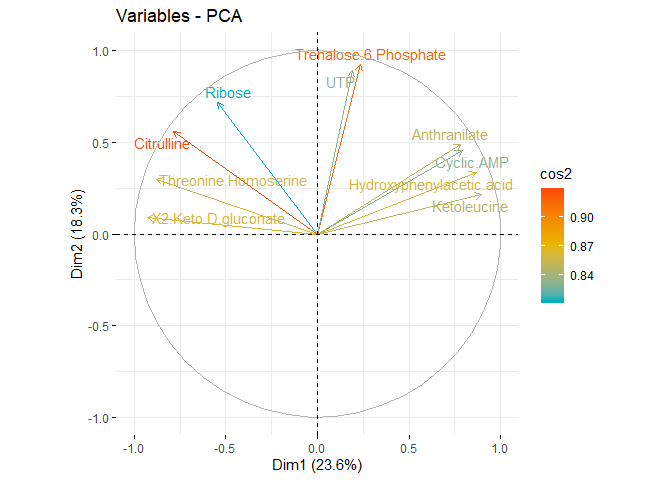 Variables - PCA
1.0
Trehalose.6.Phosphate
UTP
Ribose
0.5
Citrulline
Anthranilate
Cyclic.AMP
Threonine.Homoserine
Hydroxyphenylacetic.acid
Ketoleucine
X2.Keto.D.gluconate
0.0
-0.5
-1.0
-1.0
-0.5
0.0
0.5
1.0
Dim1 (23.6%)
Dim2 (18.3%)
cos2
0.90
0.87
0.84